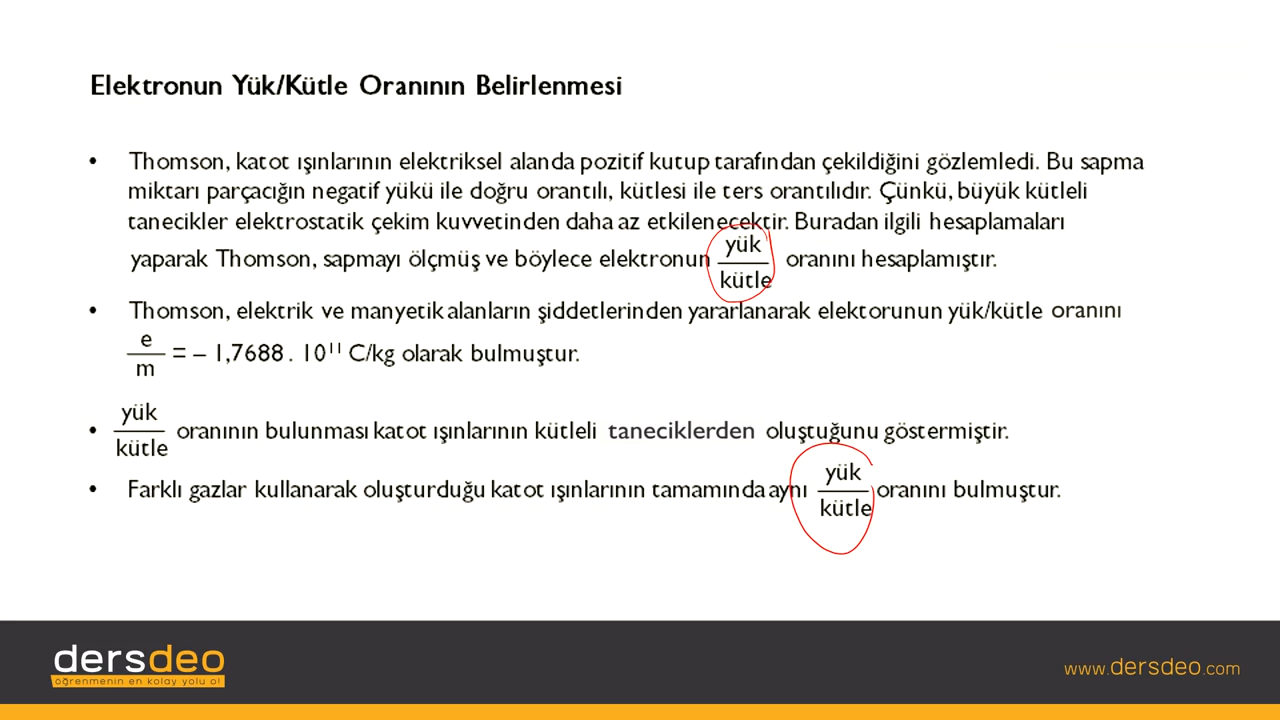 Elektronun Yük/Kütle Oranının Belirlenmesi
• Thomson, katot ışınlarının elektriksel alanda pozitif kutup tarafından çekildiğini gözlemledi. Bu sapma
miktarı parçacığın negatif yükü ile doğru orantılı, kütlesi ile ters orantılıdır. Çünkü, büyük kütleli
tanecikler elektrostatik çekim kuvvetinden daha az etkilenecektir. Buradan ilgili hesaplamaları
yaparak Thomson, sapmayı ölçmüş ve böylece elektronun yük/kütle oranını hesaplamıştır.
• Thomson, elektrik ve manyetik alanların şiddetlerinden yararlanarak elektorunun yük/kütle oranını
e/m = – 1,7688 . 10¹¹ C/kg olarak bulmuştur.
• yük/kütle oranının bulunması katot ışınlarının kütleli taneciklerden oluştuğunu göstermiştir.
• Farklı gazlar kullanarak oluşturduğu katot ışınlarının tamamında aynı yük/kütle oranını bulmuştur.
dersdeo
öğrenmenin en kolay yolu o!
www.dersdeo.com